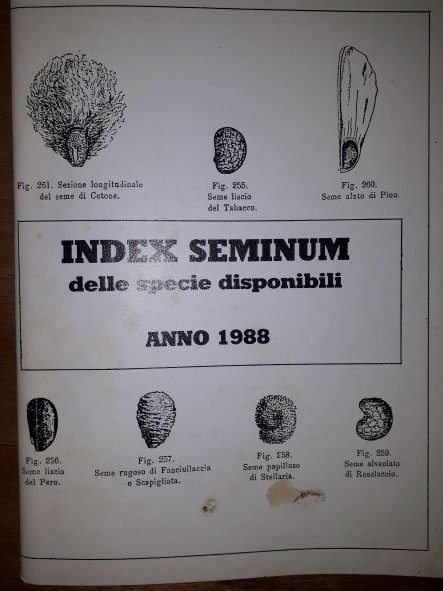 Fig. 261. Sezione longitudinale
del seme di Cotone.
Fig. 255.
Seme liscio
del Tabacco.
Fig. 260.
Seme alato di Pino.
INDEX SEMINUM
delle specie disponibili
ANNO 1988
Fig. 256.
Seme liscio
del Pero.
Fig. 257.
Seme rugoso di Fanciullaccia
o Scapigliata.
Fig. 258.
Seme papilloso
di Stellaria.
Fig. 259.
Seme alveolato
di Rosolaccio.